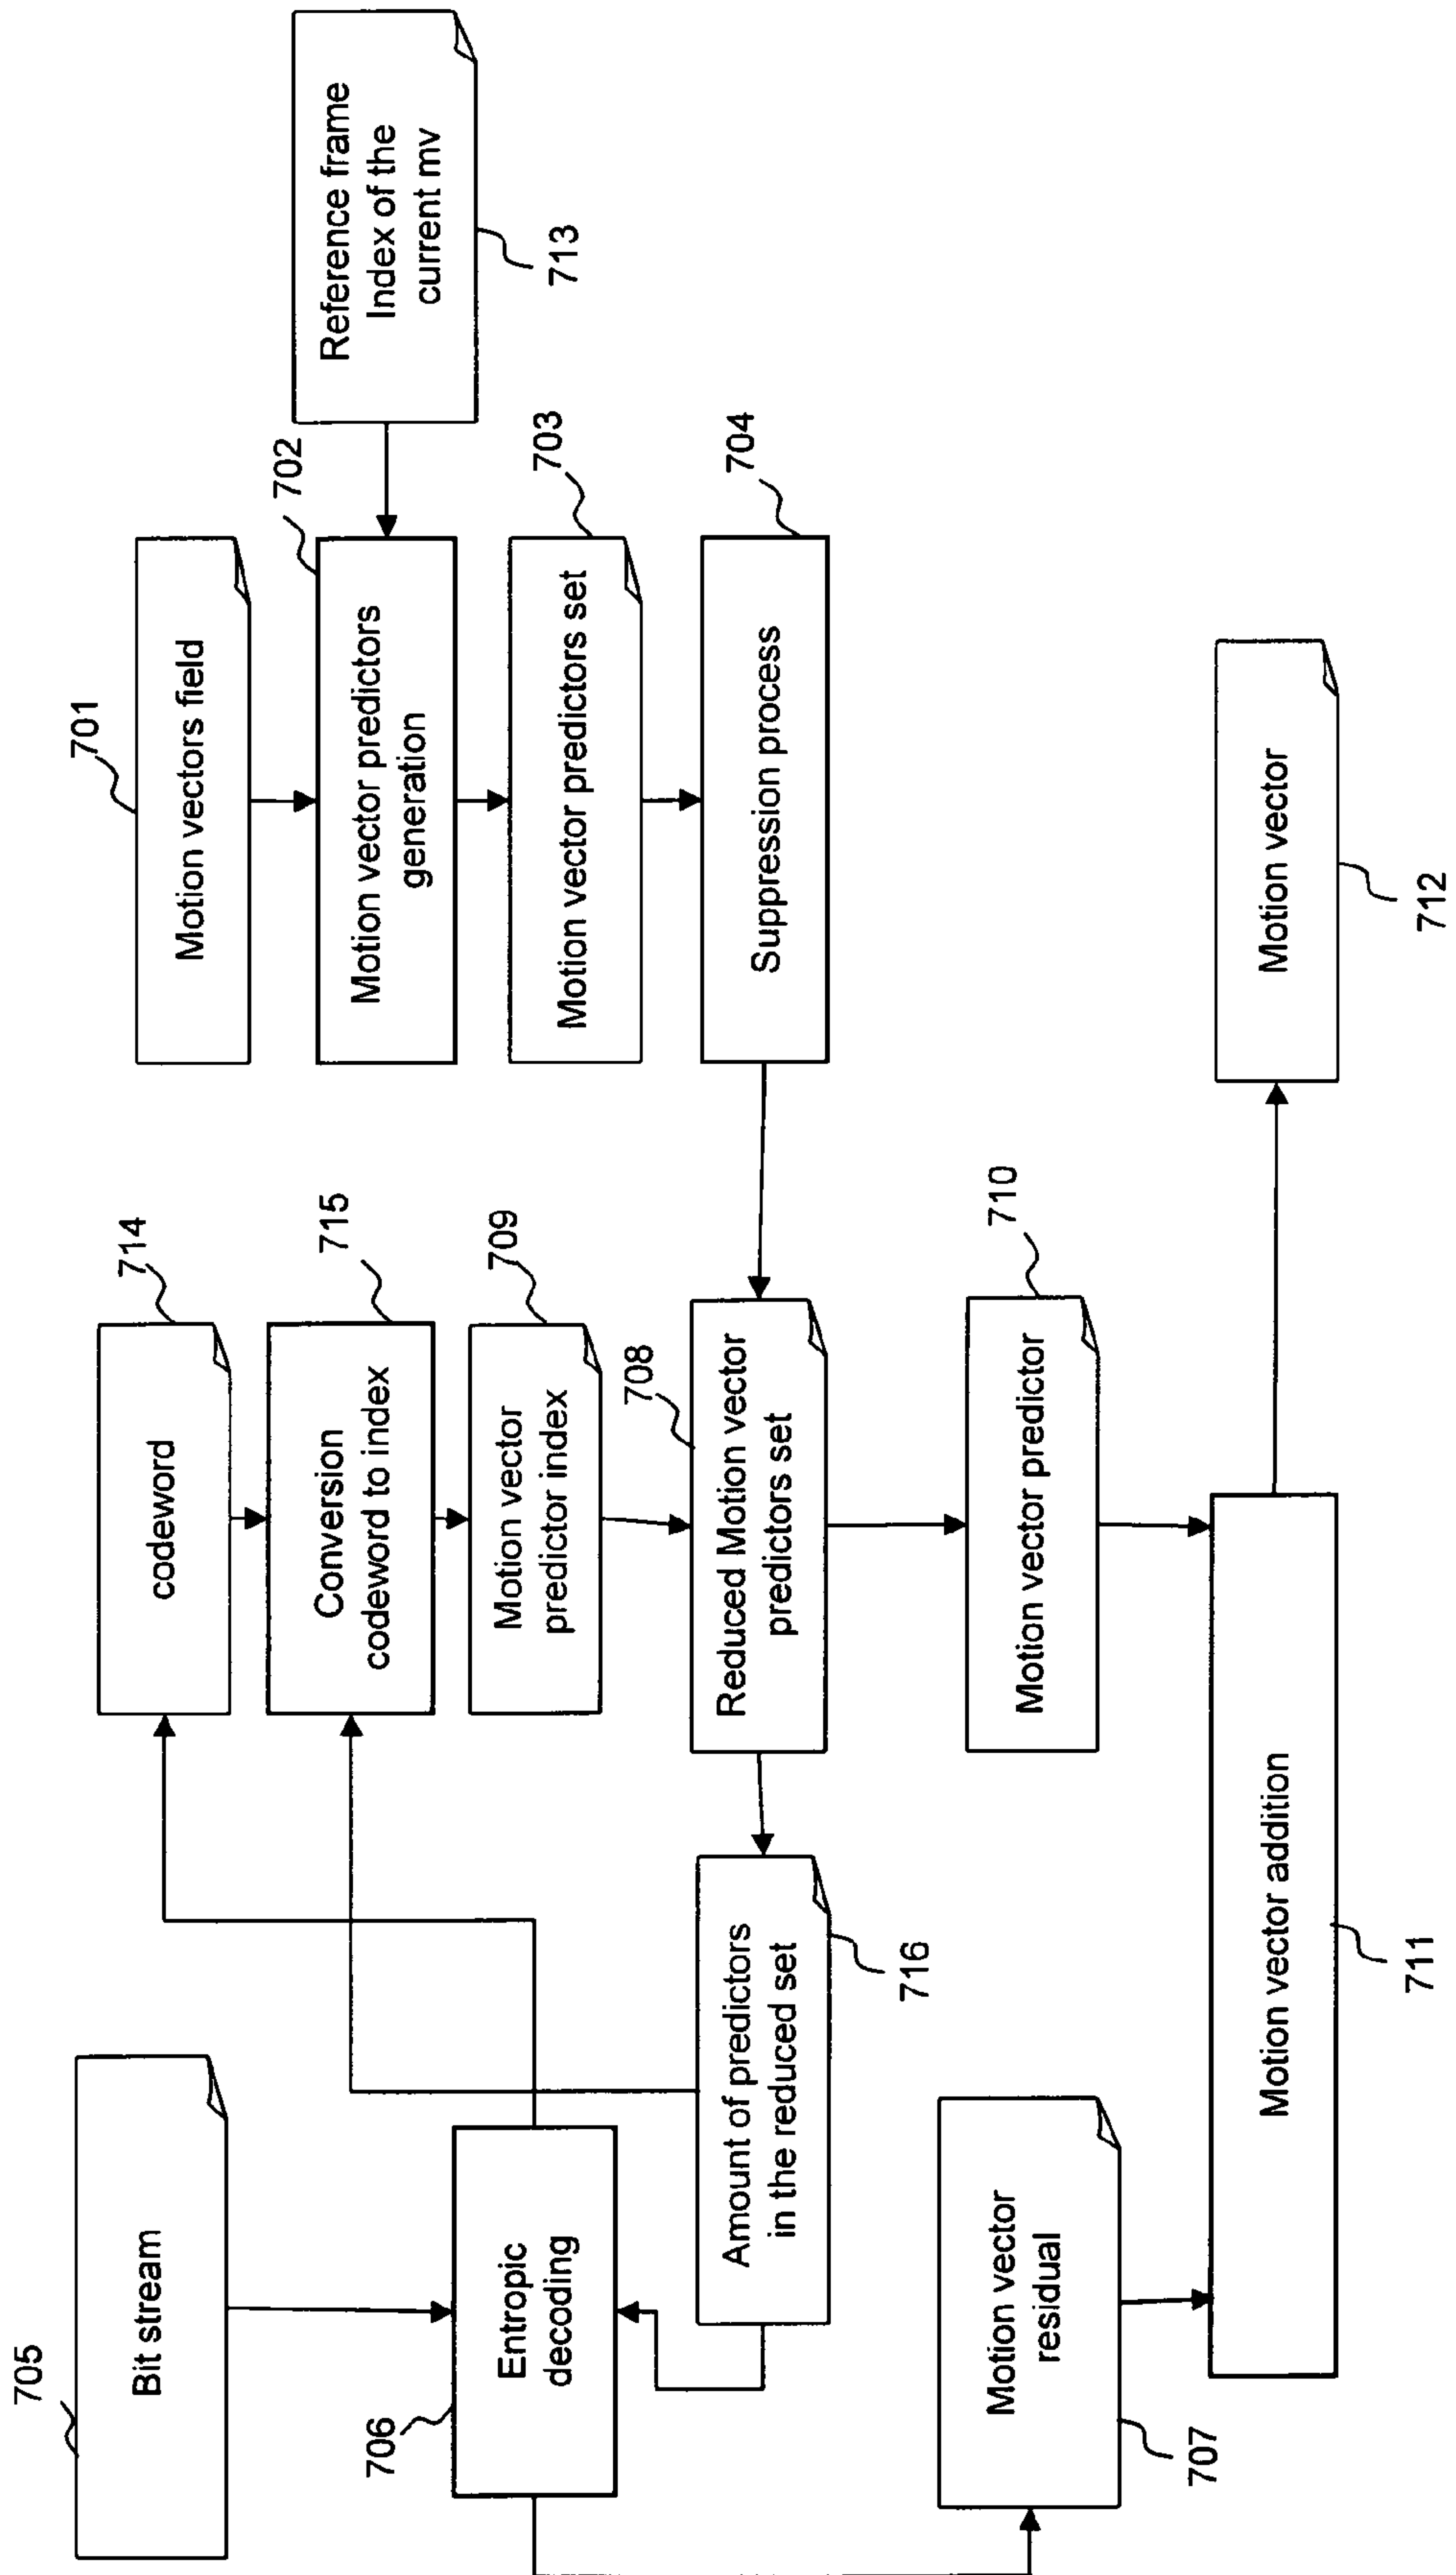 705
Bit stream
706
Entropic
decoding
714
codeword
715
Conversion
codeword to index
709
Motion vector
predictor index
701
Motion vectors field
702
Motion vector predictors
generation
Reference frame
Index of the
current mv
713
703
Motion vector predictors set
704
Suppression process
708
Reduced Motion vector
predictors set
Amount of predictors
in the reduced set
716
710
Motion vector predictor
Motion vector
residual
707
Motion vector addition
711
Motion vector
712